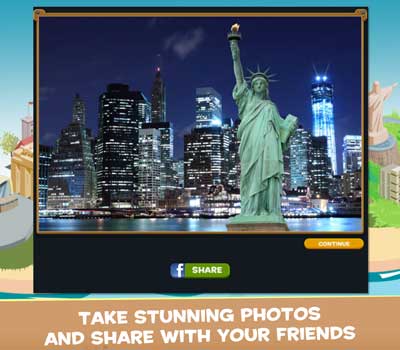 CONTINUE
f SHARE
TAKE STUNNING PHOTOS
AND SHARE WITH YOUR FRIENDS